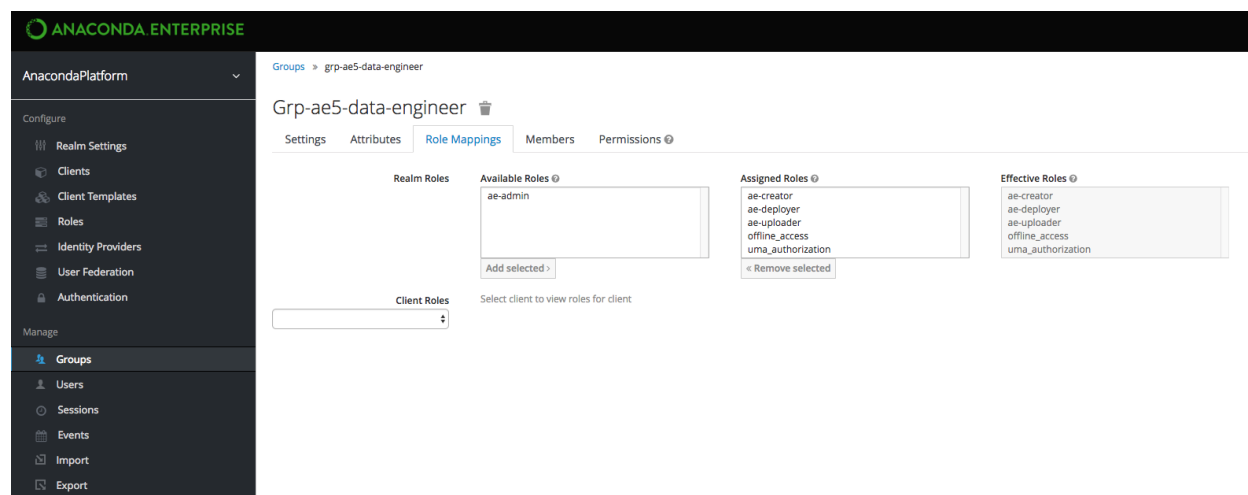 ANACONDA.ENTERPRISE
AnacondaPlatform
Configure
Realm Settings
Clients
Client Templates
Roles
Identity Providers
User Federation
Authentication
Manage
Groups
Users
Sessions
Events
Import
Export
Groups » grp-ae5-data-engineer
Grp-ae5-data-engineer
Settings Attributes Role Mappings Members Permissions
Realm Roles
Available Roles
ae-admin
Add selected ›
Assigned Roles
ae-creator
ae-deployer
ae-uploader
offline_access
uma_authorization
« Remove selected
Effective Roles
ae-creator
ae-deployer
ae-uploader
offline_access
uma_authorization
Client Roles
Select client to view roles for client